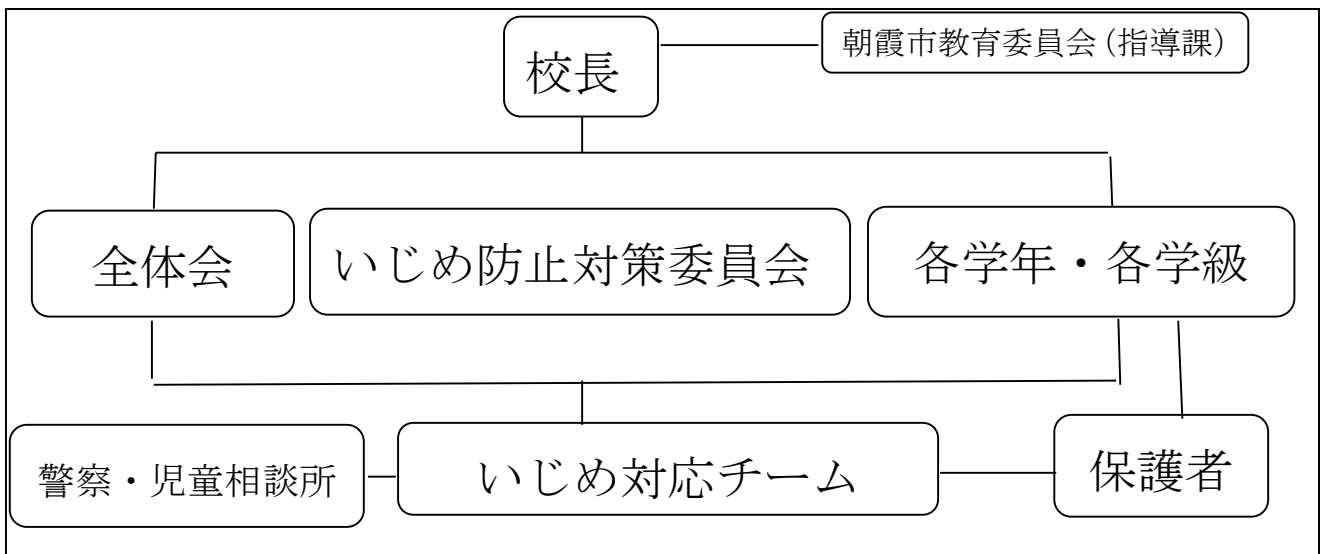 校長
朝霞市教育委員会(指導課)
全体会
いじめ防止対策委員会
各学年・各学級
警察・児童相談所
いじめ対応チーム
保護者